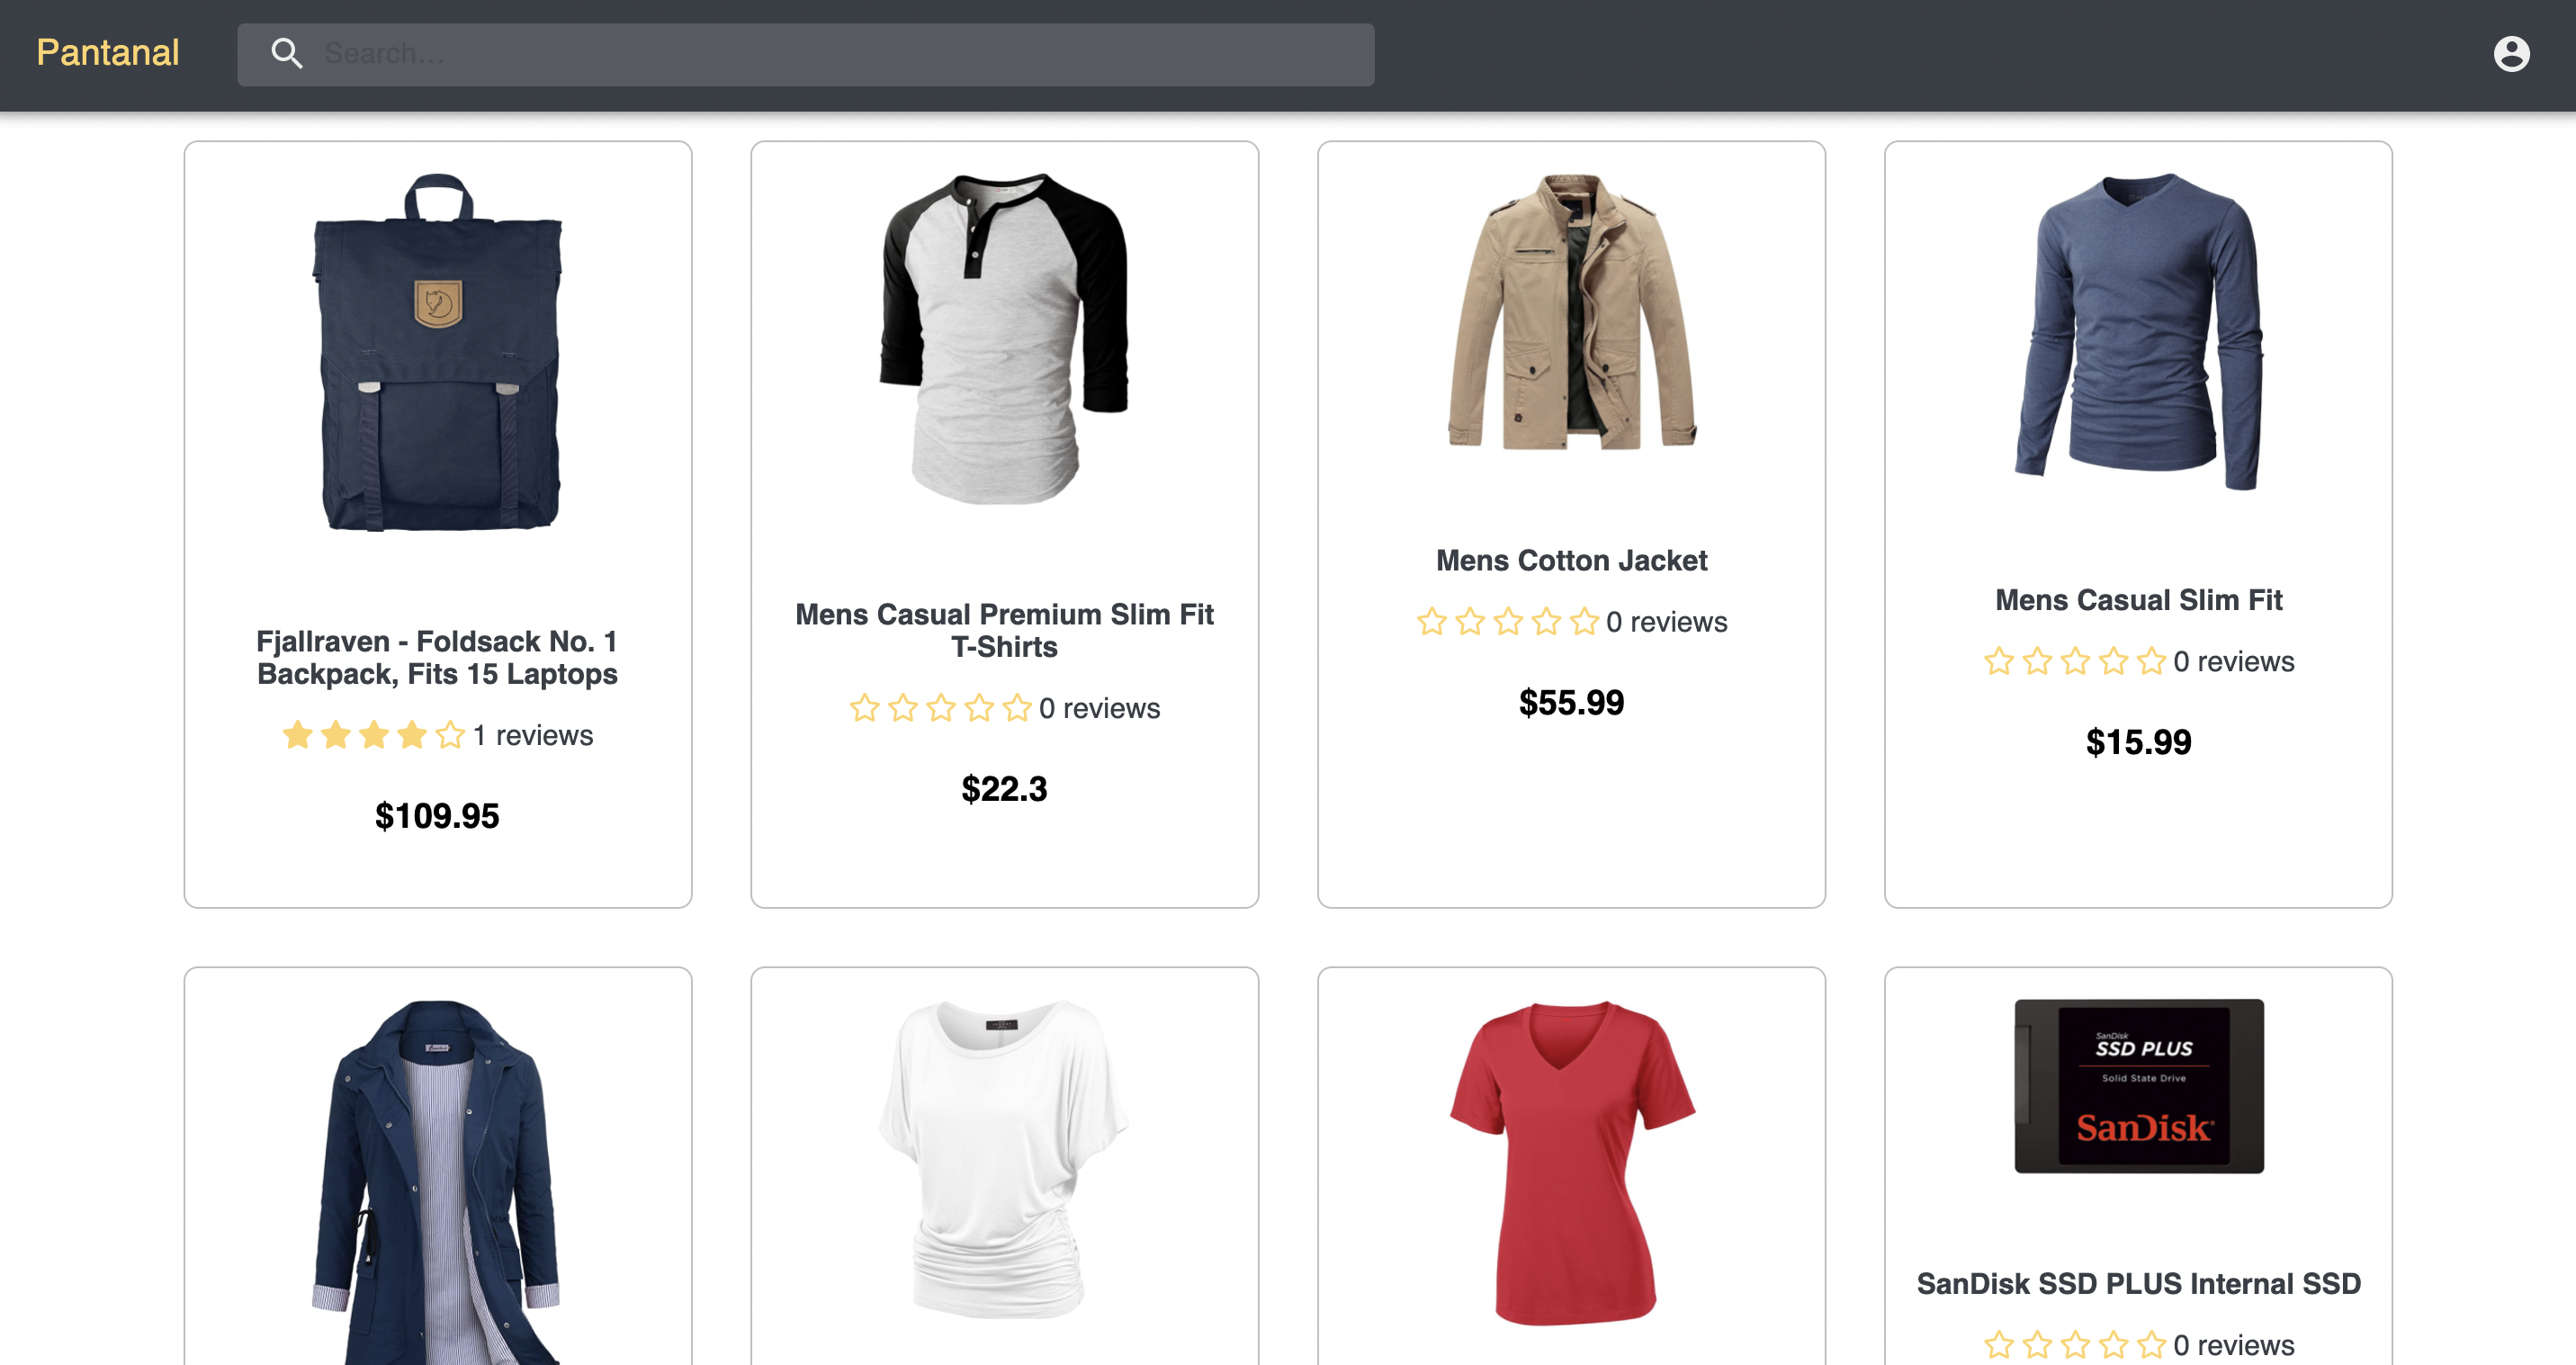 Pantanal
Search...
Fjallraven - Foldsack No. 1
Backpack, Fits 15 Laptops
1 reviews
$109.95
Mens Casual Premium Slim Fit
T-Shirts
0 reviews
$22.3
Mens Cotton Jacket
0 reviews
$55.99
Mens Casual Slim Fit
0 reviews
$15.99
SanDisk
SSD PLUS
Solid State Drive
SanDisk
SanDisk SSD PLUS Internal SSD
0 reviews